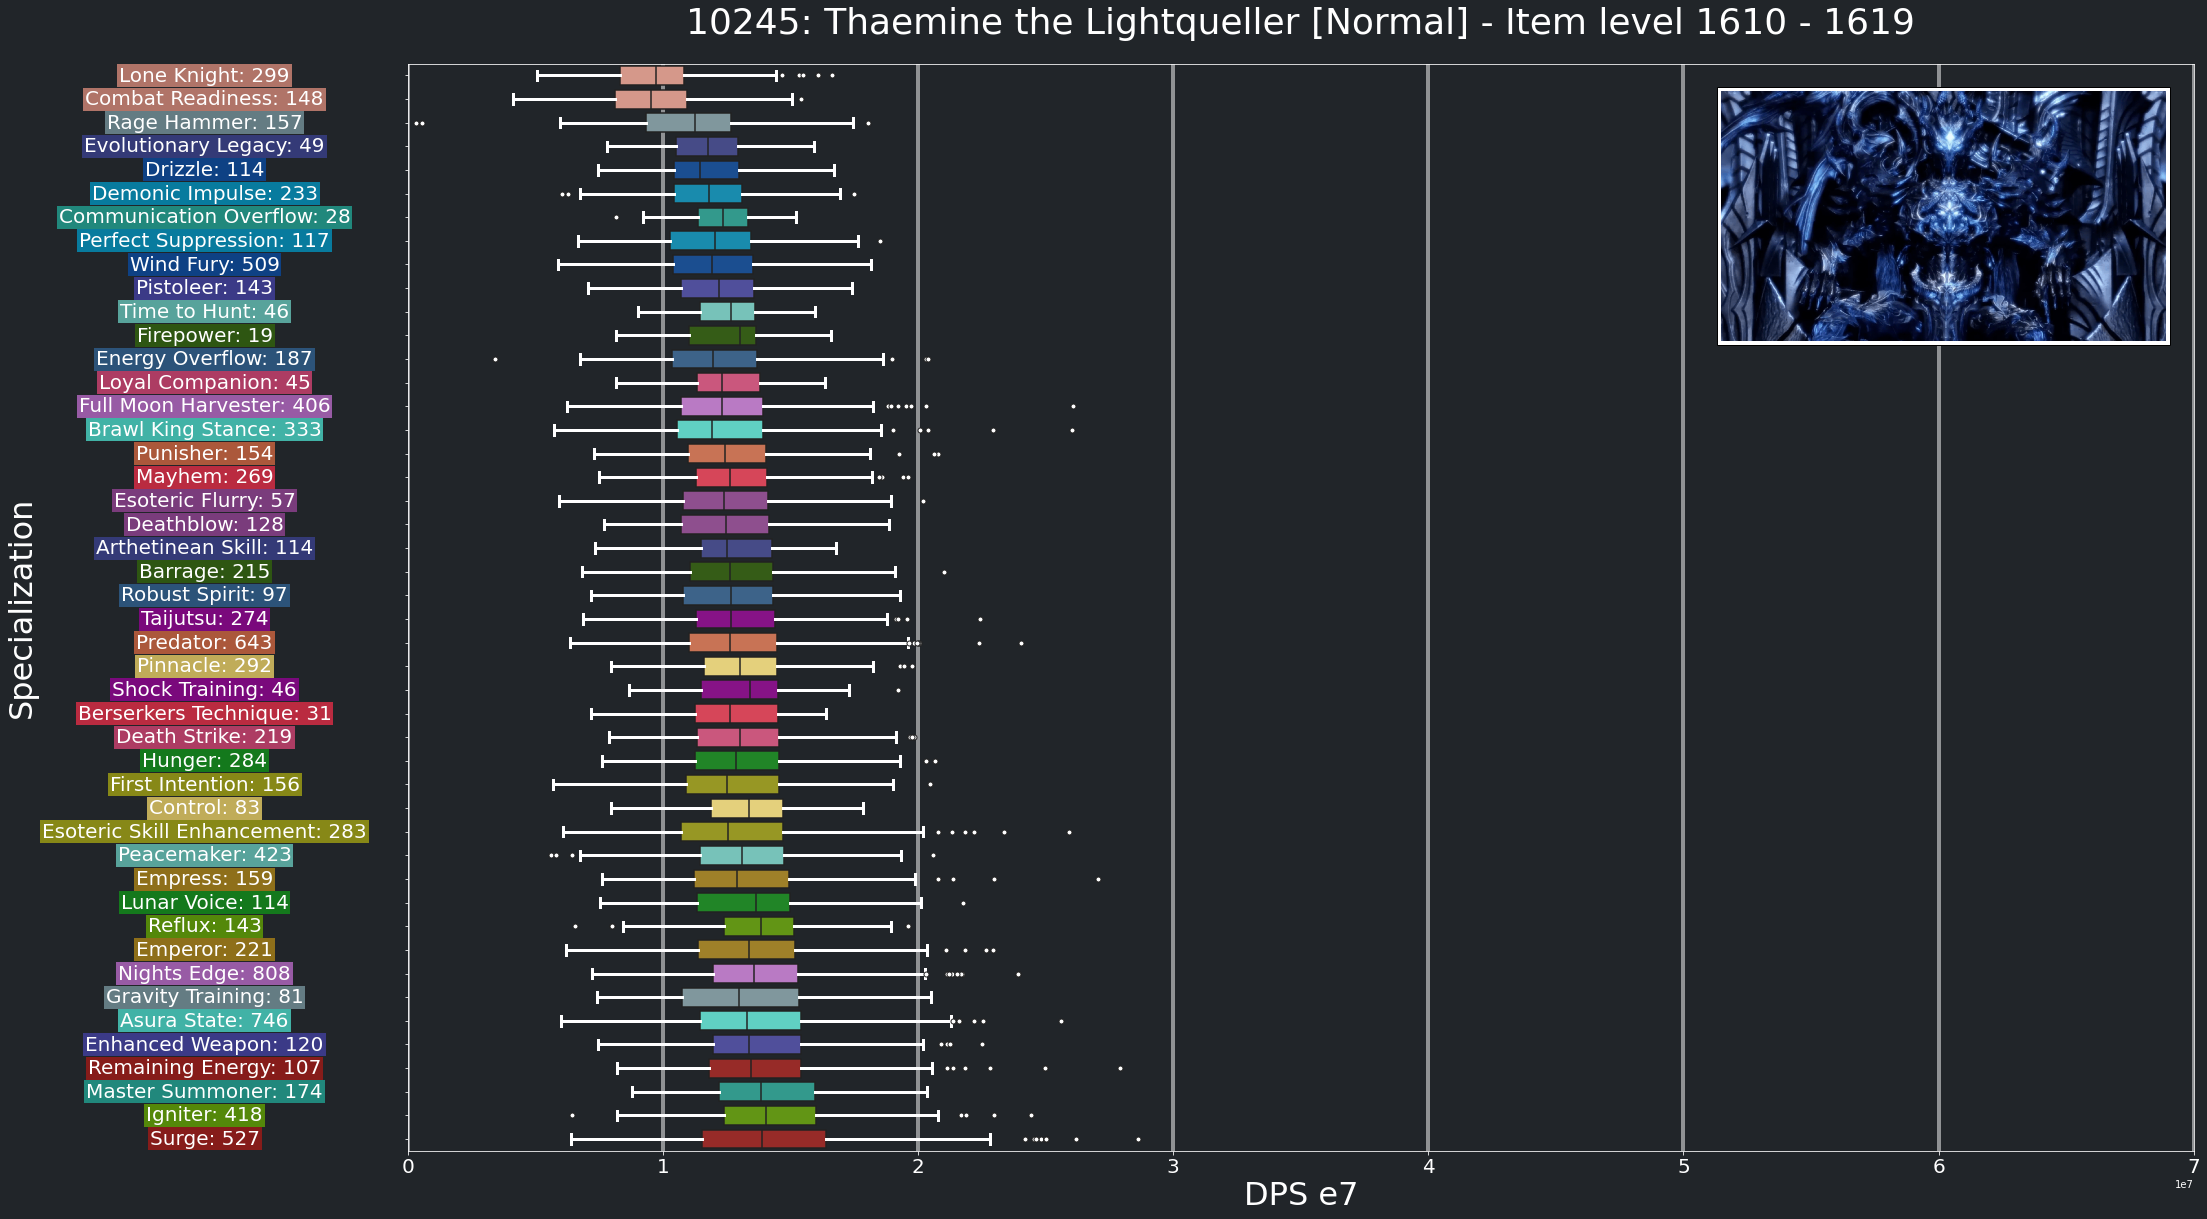 10245: Thaemine the Lightqueller [Normal] - Item level 1610 - 1619
Specialization
Lone Knight: 299
Combat Readiness: 148
Rage Hammer: 157
Evolutionary Legacy: 49
Drizzle: 114
Demonic Impulse: 233
Communication Overflow: 28
Perfect Suppression: 117
Wind Fury: 509
Pistoleer: 143
Time to Hunt: 46
Firepower: 19
Energy Overflow: 187
Loyal Companion: 45
Full Moon Harvester: 406
Brawl King Stance: 333
Punisher: 154
Mayhem: 269
Esoteric Flurry: 57
Deathblow: 128
Arthetinean Skill: 114
Barrage: 215
Robust Spirit: 97
Taijutsu: 274
Predator: 643
Pinnacle: 292
Shock Training: 46
Berserkers Technique: 31
Death Strike: 219
Hunger: 284
First Intention: 156
Control: 83
Esoteric Skill Enhancement: 283
Peacemaker: 423
Empress: 159
Lunar Voice: 114
Reflux: 143
Emperor: 221
Nights Edge: 808
Gravity Training: 81
Asura State: 746
Enhanced Weapon: 120
Remaining Energy: 107
Master Summoner: 174
Igniter: 418
Surge: 527
0 1 2 3 4 5 6 7
1e7
DPS e7